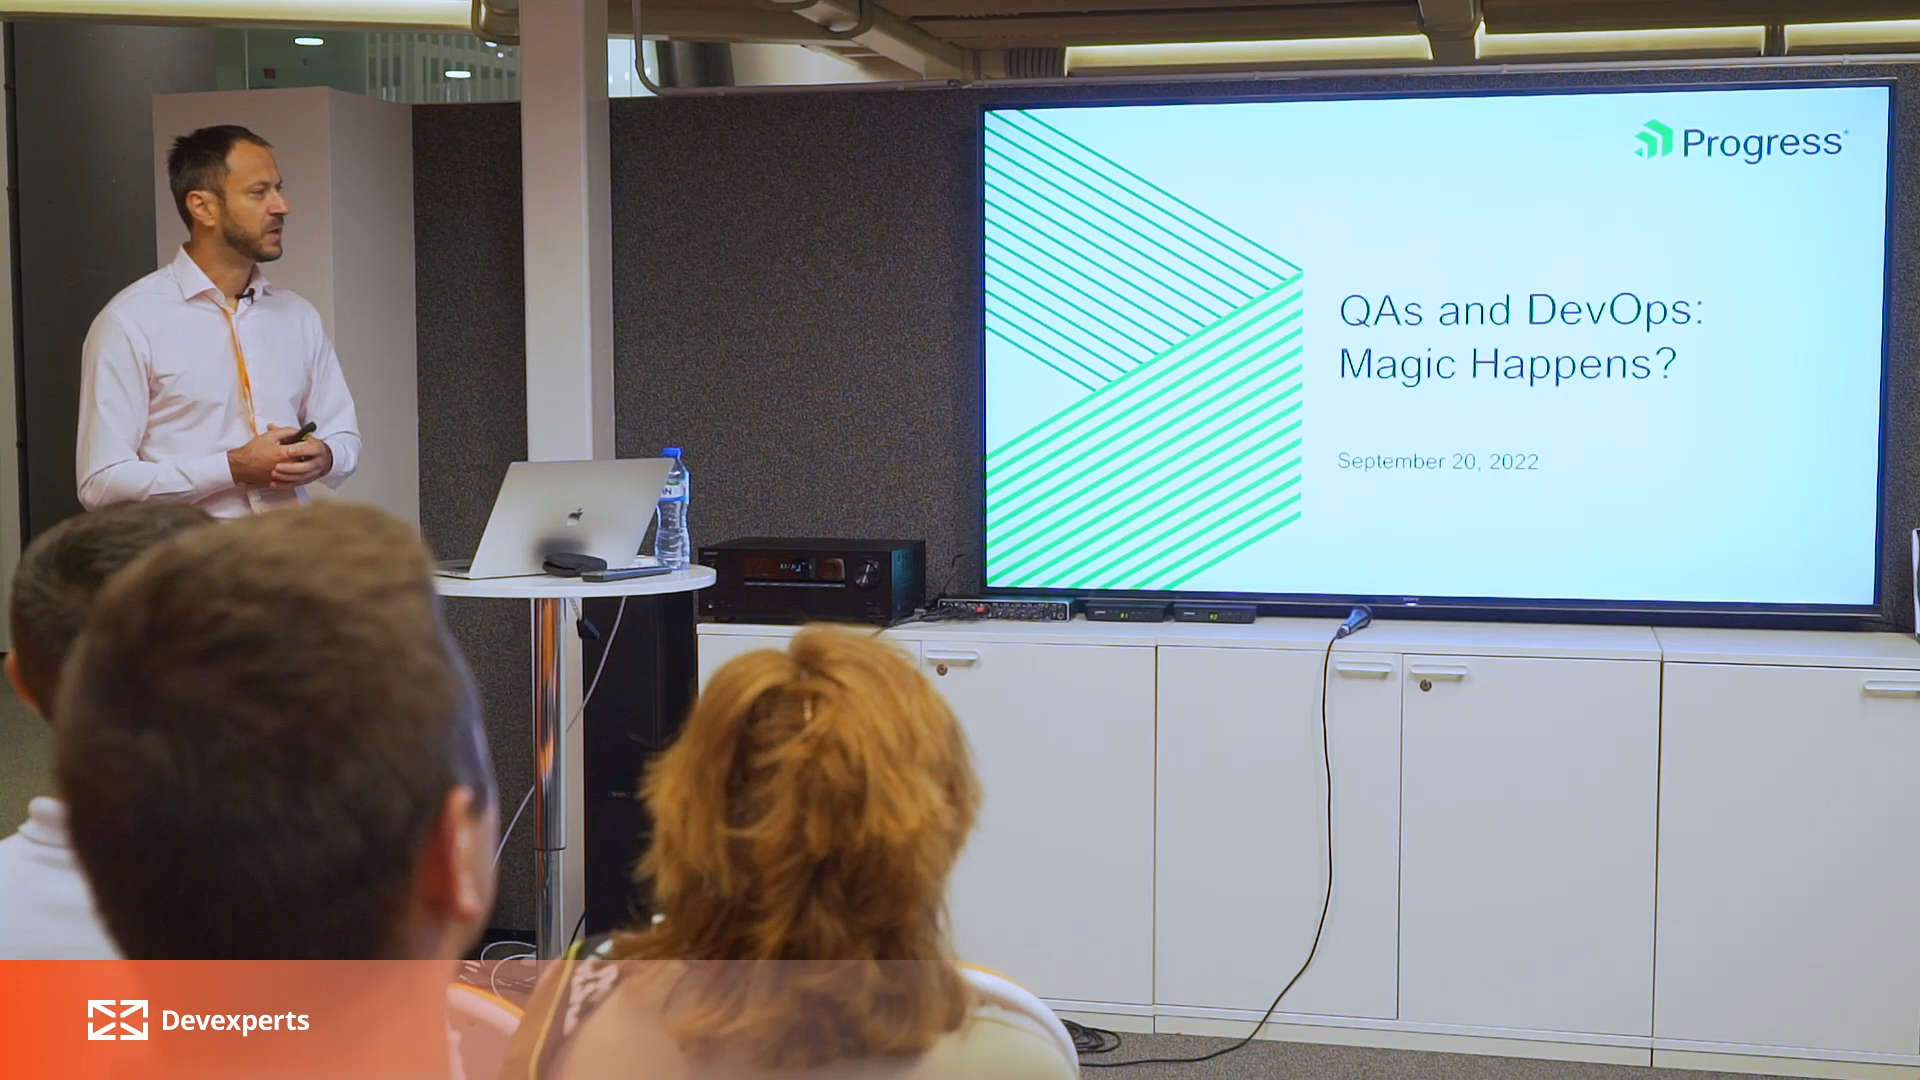 Progress
QAs and DevOps:
Magic Happens?
September 20, 2022
Devexperts